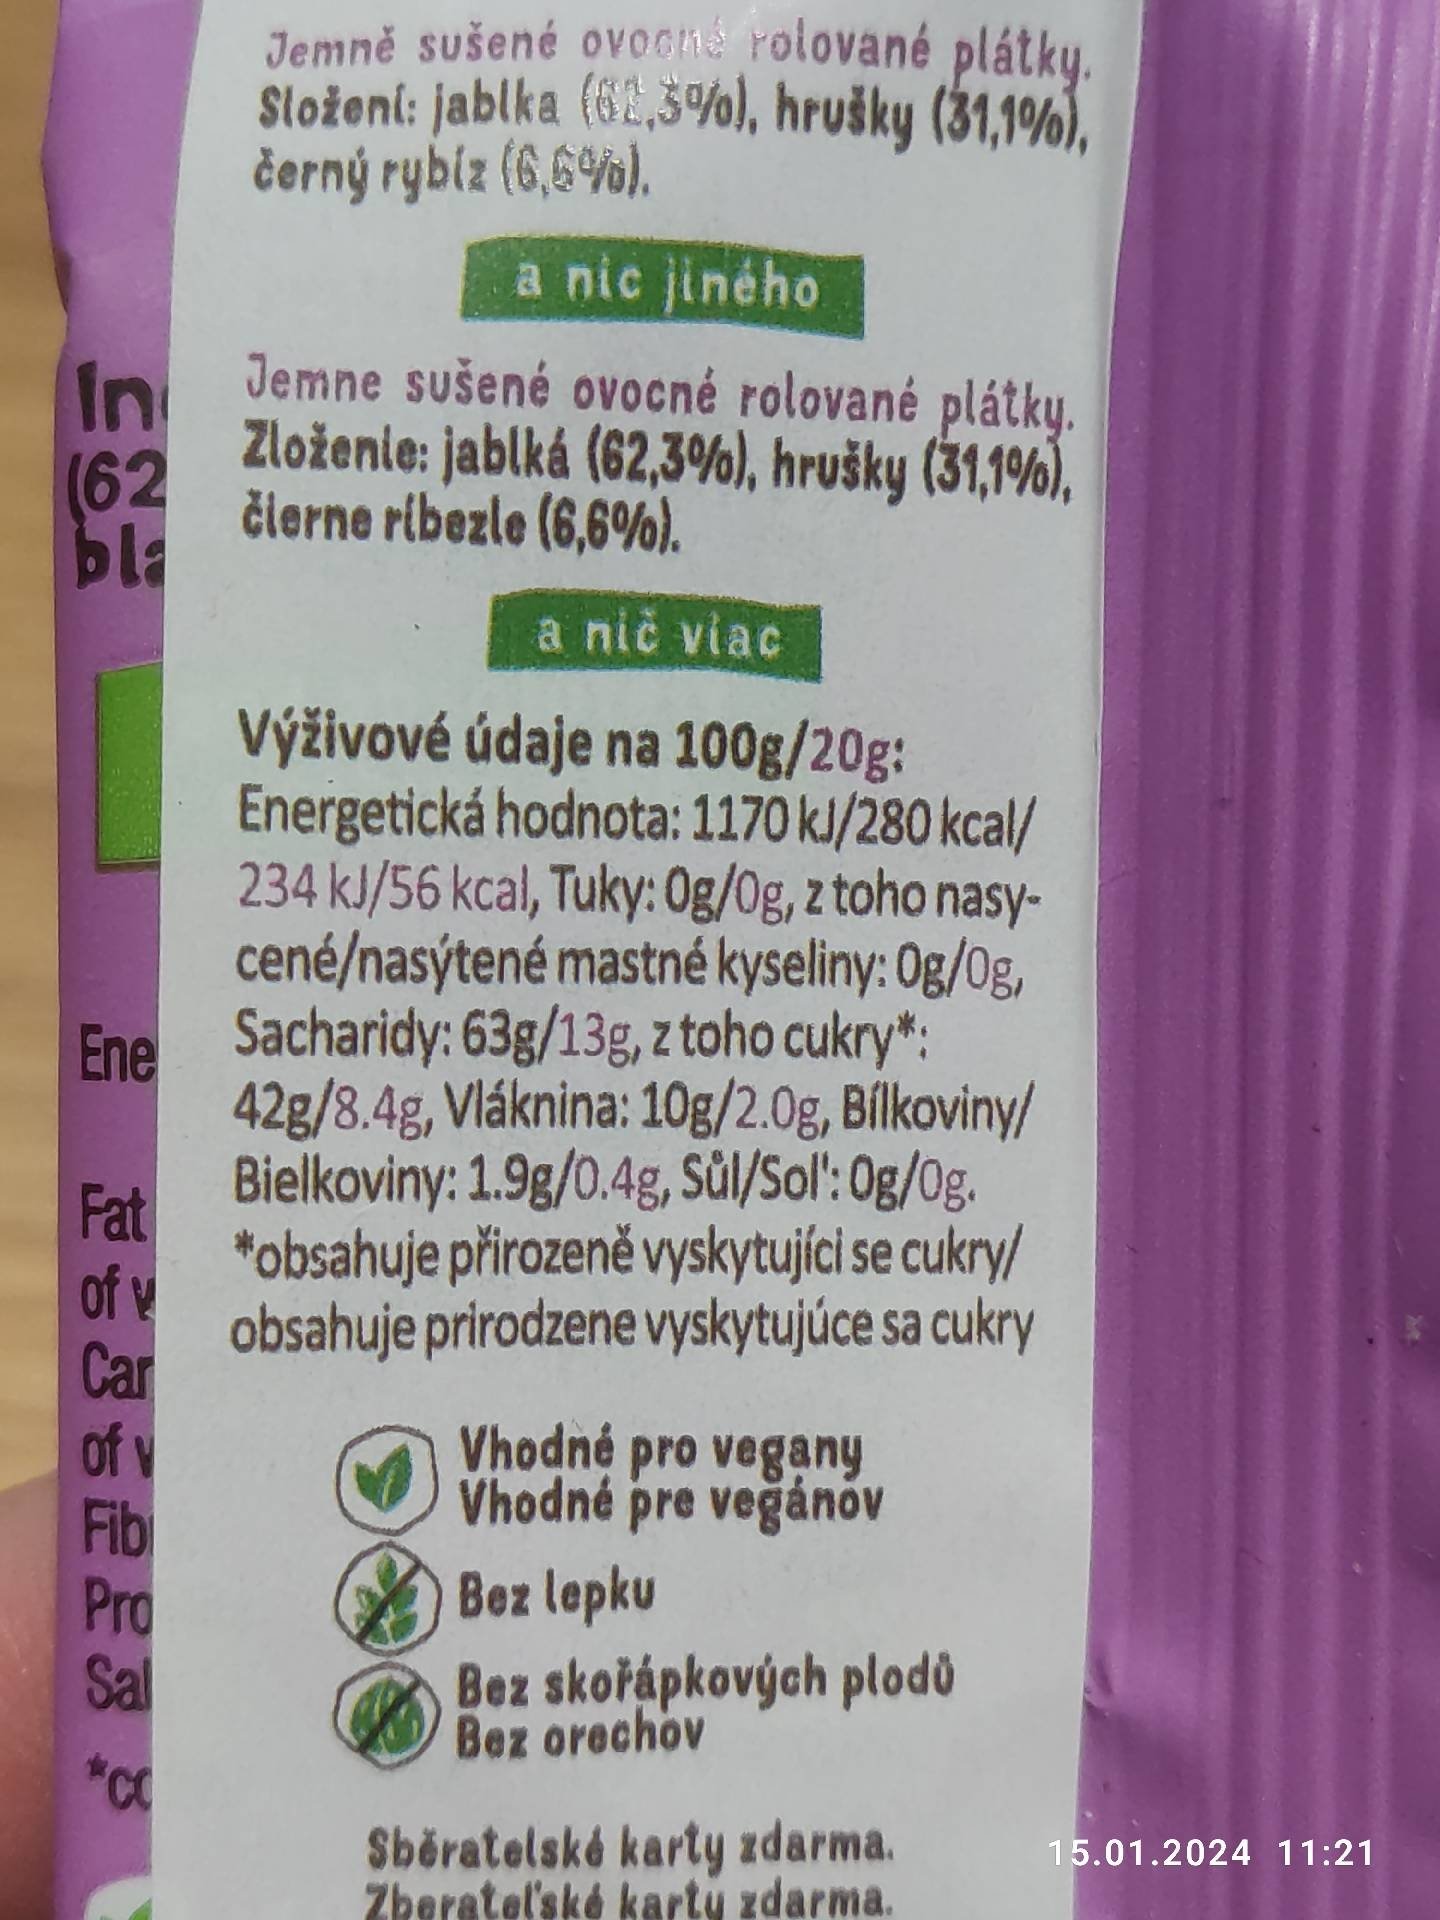 Jemně sušené ovocné rolované plátky.
Složení: jablka (62,3%), hrušky (31,1%),
černý rybíz (6,6%).
a nic jiného
Jemne sušené ovocné rolované plátky.
Zloženie: jablká (62,3%), hrušky (31,1%),
čierne ríbezle (6,6%).
a nič viac
Výživové údaje na 100g/20g:
Energetická hodnota: 1170 kJ/280 kcal/
234 kJ/56 kcal, Tuky: 0g/0g, z toho nasy-
cené/nasýtené mastné kyseliny: 0g/0g,
Sacharidy: 63g/13g, z toho cukry*:
42g/8.4g, Vláknina: 10g/2.0g, Bílkoviny/
Bielkoviny: 1.9g/0.4g, Sůl/Sol': 0g/0g.
*obsahuje přirozeně vyskytující se cukry/
obsahuje prirodzene vyskytujúce sa cukry
Vhodné pro vegany
Vhodné pre vegánov
Bez lepku
Bez skořápkových plodů
Bez orechov
Sběratelské karty zdarma.
Zberateľské karty zdarma.
(62
Fat
of
of
15.01.2024 11:21